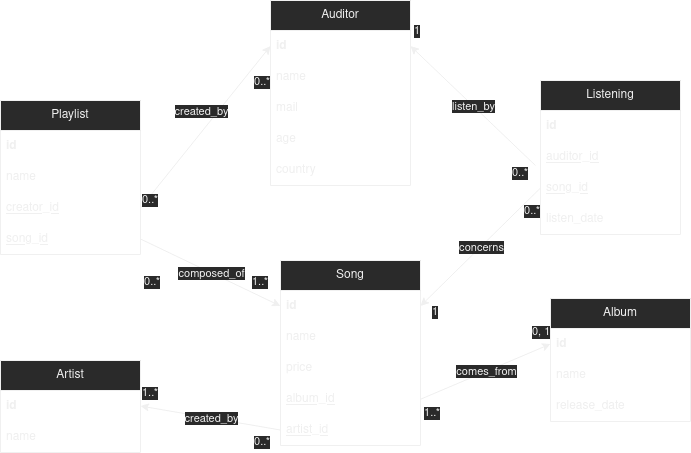 Auditor
id
name
mail
age
country
1
0..*
created_by
listen_by
Playlist
id
name
creator_id
song_id
0..*
Listening
id
auditor_id
song_id
listen_date
0..*
0..*
concerns
composed_of
0..*
1..*
Song
id
name
price
album_id
artist_id
1
0, 1
comes_from
1..*
Album
id
name
release_date
Artist
id
name
1..*
created_by
0..*